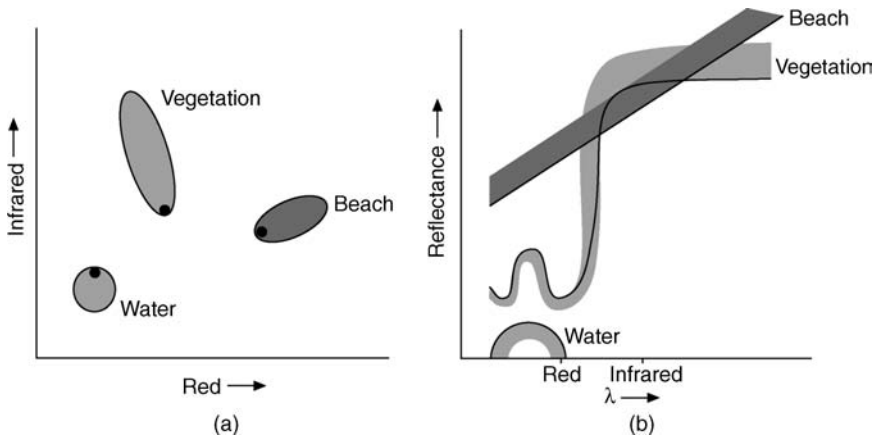 Infrared →
Vegetation
Beach
Water
Red →
(a)
Reflectance →
Beach
Vegetation
Water
Red
Infrared
λ →
(b)